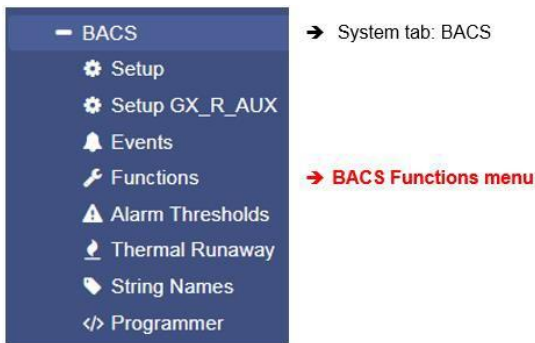 BACS
➔ System tab: BACS
Setup
Setup GX_R_AUX
Events
Functions
➔ BACS Functions menu
Alarm Thresholds
Thermal Runaway
String Names
</> Programmer